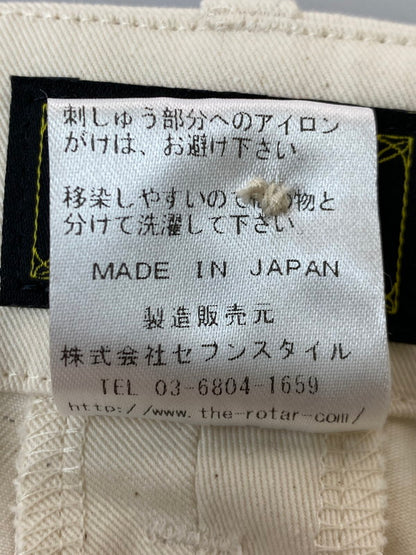 刺しゅう部分へのアイロン
がけは、お避け下さい
移染しやすいので 物と
分けて洗濯して下さい
MADE IN JAPAN
製造販売元
株式会社セブンスタイル
TEL 03-6804-1659
http://www.the-rotar-com/